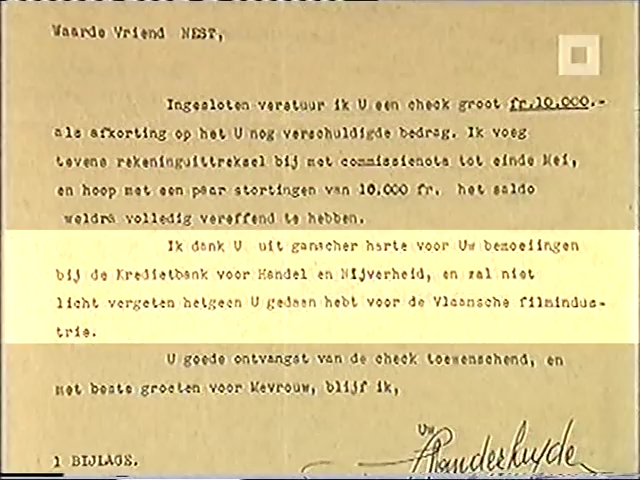 Waarde Vriend NEST,
Ingesloten verstuur ik U een check groot fr.10.000.-
als afkorting op het U nog verschuldigde bedrag. Ik voeg
tevens rekeninguittreksel bij met commissienota tot einde Mei,
en hoop met een paar stortingen van 10.000 fr. het saldo
weldra volledig vereffend te hebben.
Ik dank U uit ganscher harte voor Uw bemoeiingen
bij de Kredietbank voor Handel en Nijverheid, en zal niet
licht vergeten hetgeen U gedaan hebt voor de Vlaansche filmindus-
trie.
U goede ontvangst van de check toewenschend, en
met beste groeten voor Mevrouw, blijf ik,
Uw
1 BIJLAGE.